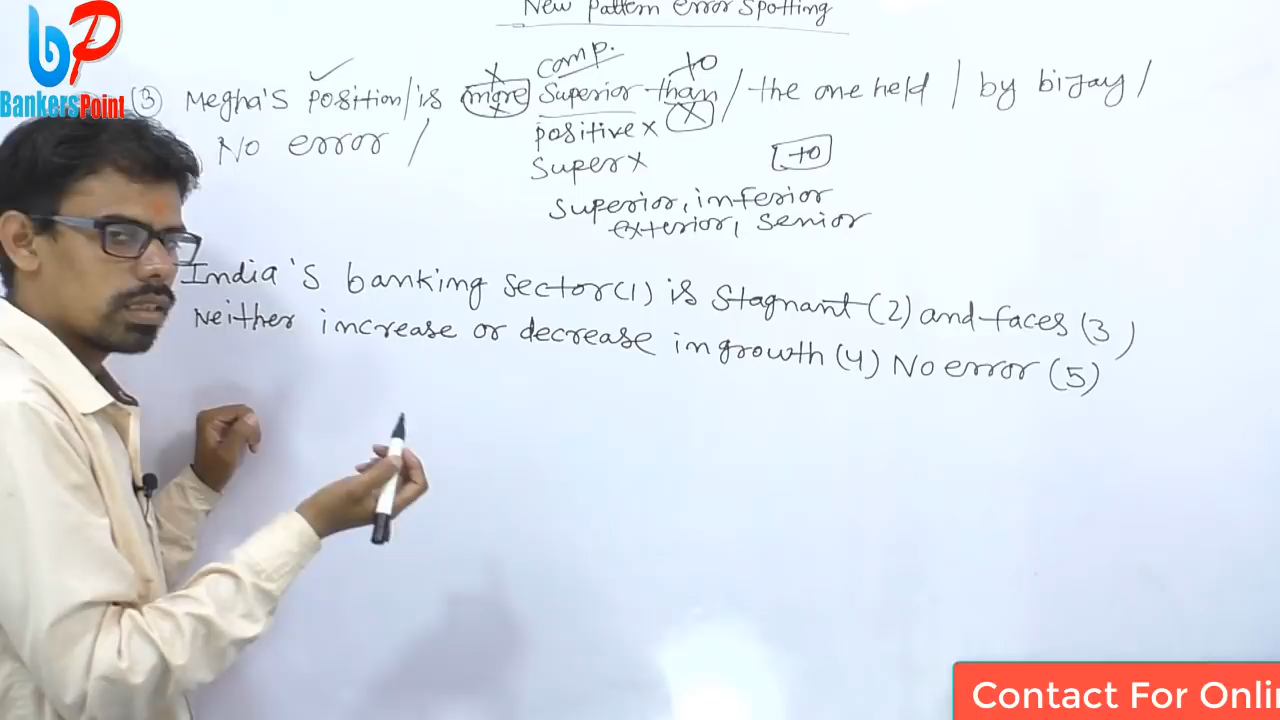 New Pattern Error Spotting
bp
BankersPoint
comp.
x to
(3) Megha's position/is more Superior than / the one held / by bijay /
x
No error /
positive x
to
Super x
Superior, inferior
exterior, senior
India's banking sector(1) is stagnant (2) and faces (3)
Neither increase or decrease in growth (4) No error (5)
Contact For Onli